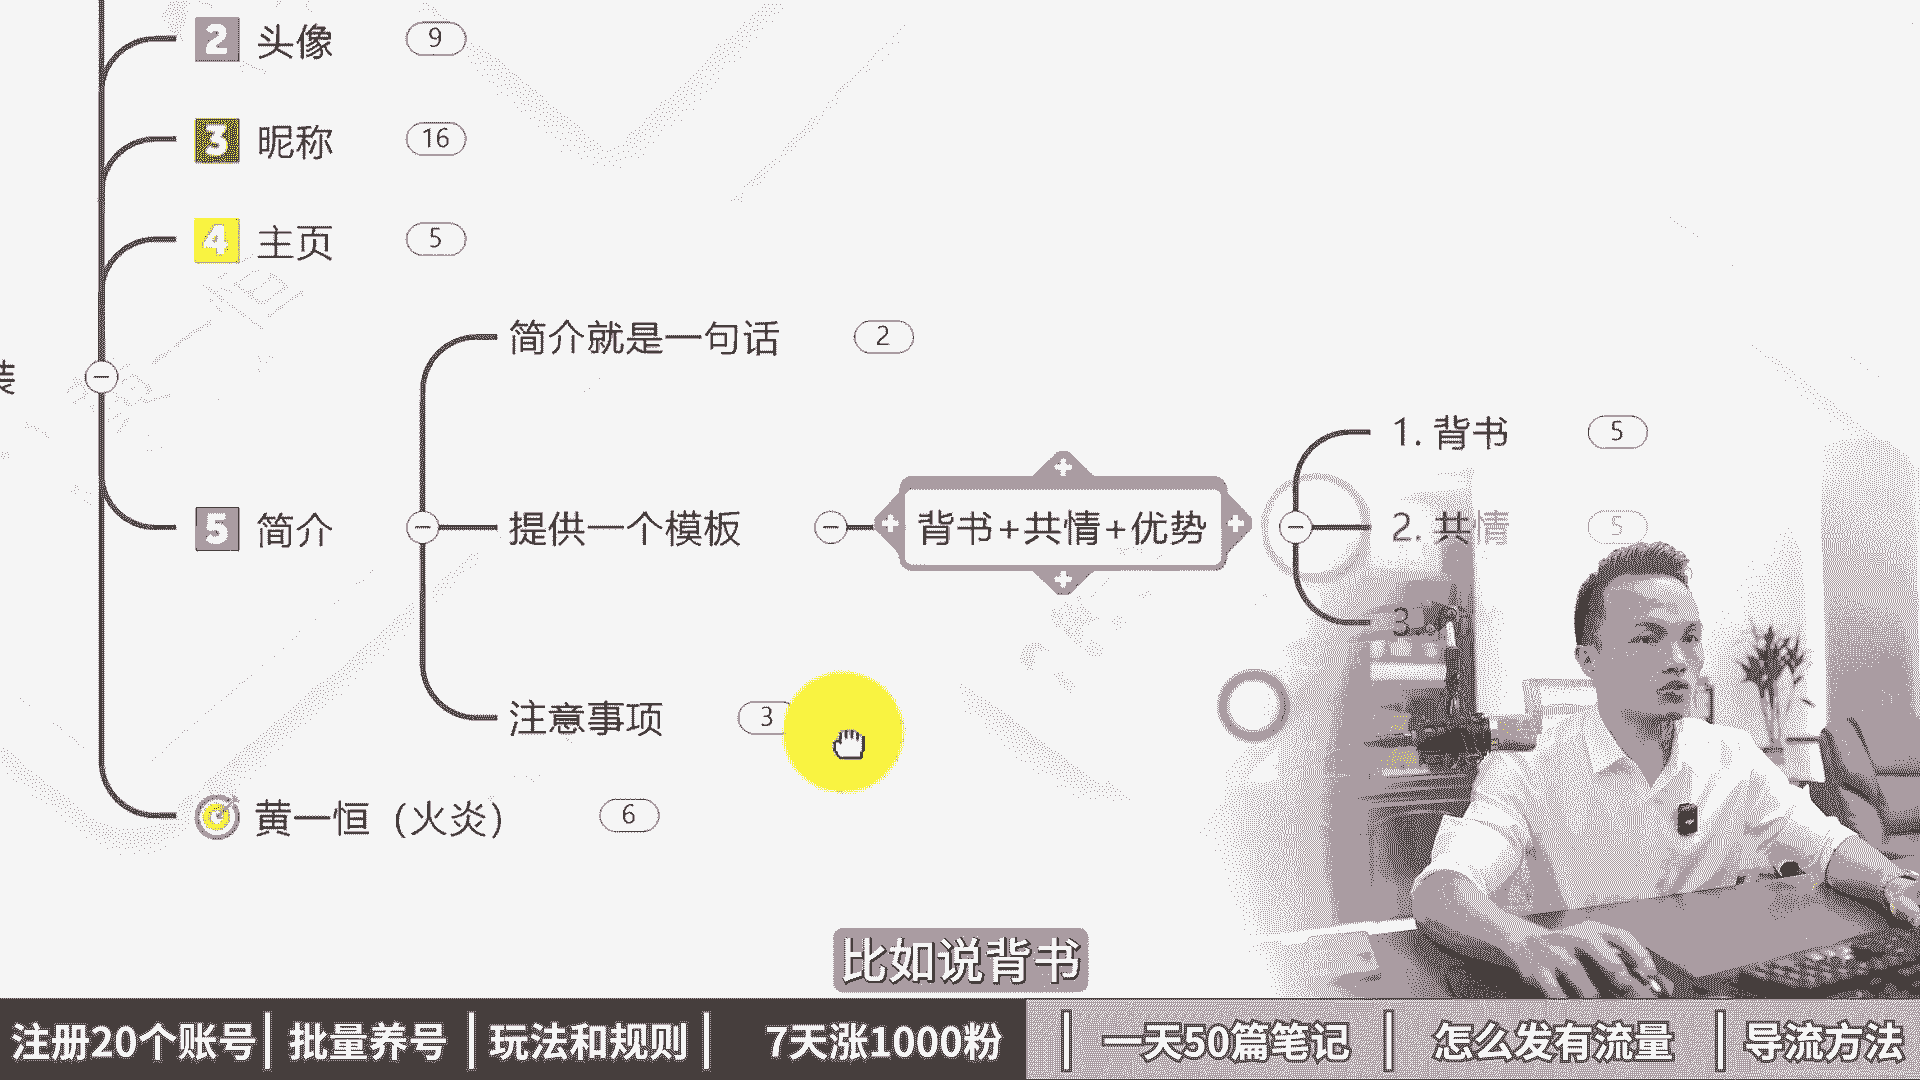 2 头像 9
3 昵称 16
4 主页 5
装
简介就是一句话 2
1. 背书 5
5 简介
提供一个模板
背书+共情+优势
2. 共情 5
3.
注意事项 3
黄一恒（火炎） 6
比如说背书
注册20个账号 | 批量养号 | 玩法和规则 | 7天涨1000粉 | 一天50篇笔记 | 怎么发有流量 | 导流方法